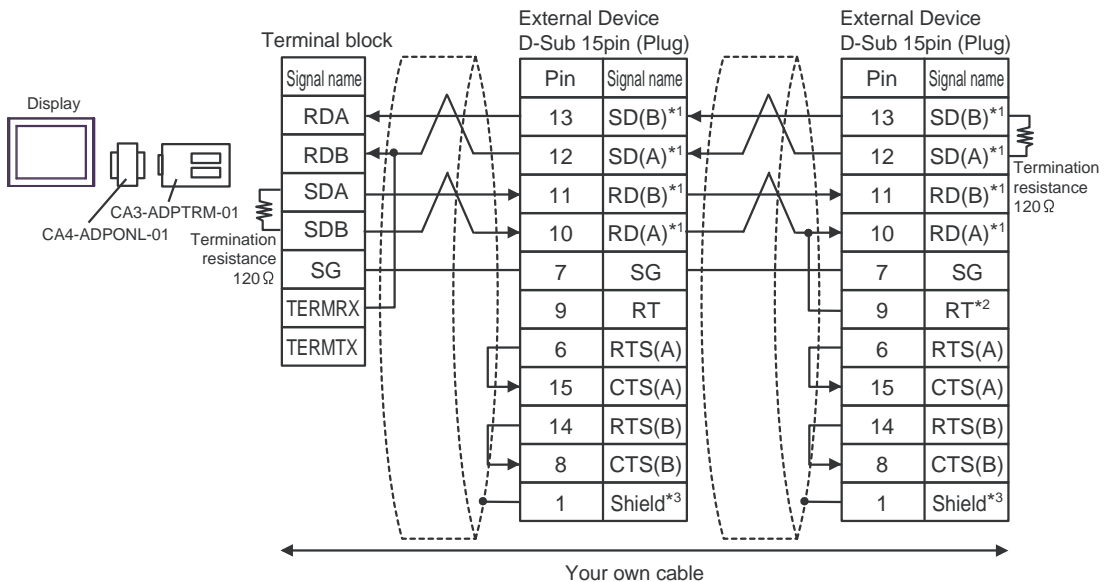 External Device
D-Sub 15pin (Plug)
External Device
D-Sub 15pin (Plug)
Terminal block
Display
CA3-ADPTRM-01
CA4-ADPONL-01
Termination
resistance
120Ω
Signal name
RDA
RDB
SDA
SDB
SG
TERMRX
TERMTX
Pin Signal name
13 SD(B)*1
12 SD(A)*1
11 RD(B)*1
10 RD(A)*1
7 SG
9 RT
6 RTS(A)
15 CTS(A)
14 RTS(B)
8 CTS(B)
1 Shield*3
Pin Signal name
13 SD(B)*1
12 SD(A)*1
11 RD(B)*1
10 RD(A)*1
7 SG
9 RT*2
6 RTS(A)
15 CTS(A)
14 RTS(B)
8 CTS(B)
1 Shield*3
Termination
resistance
120Ω
Your own cable